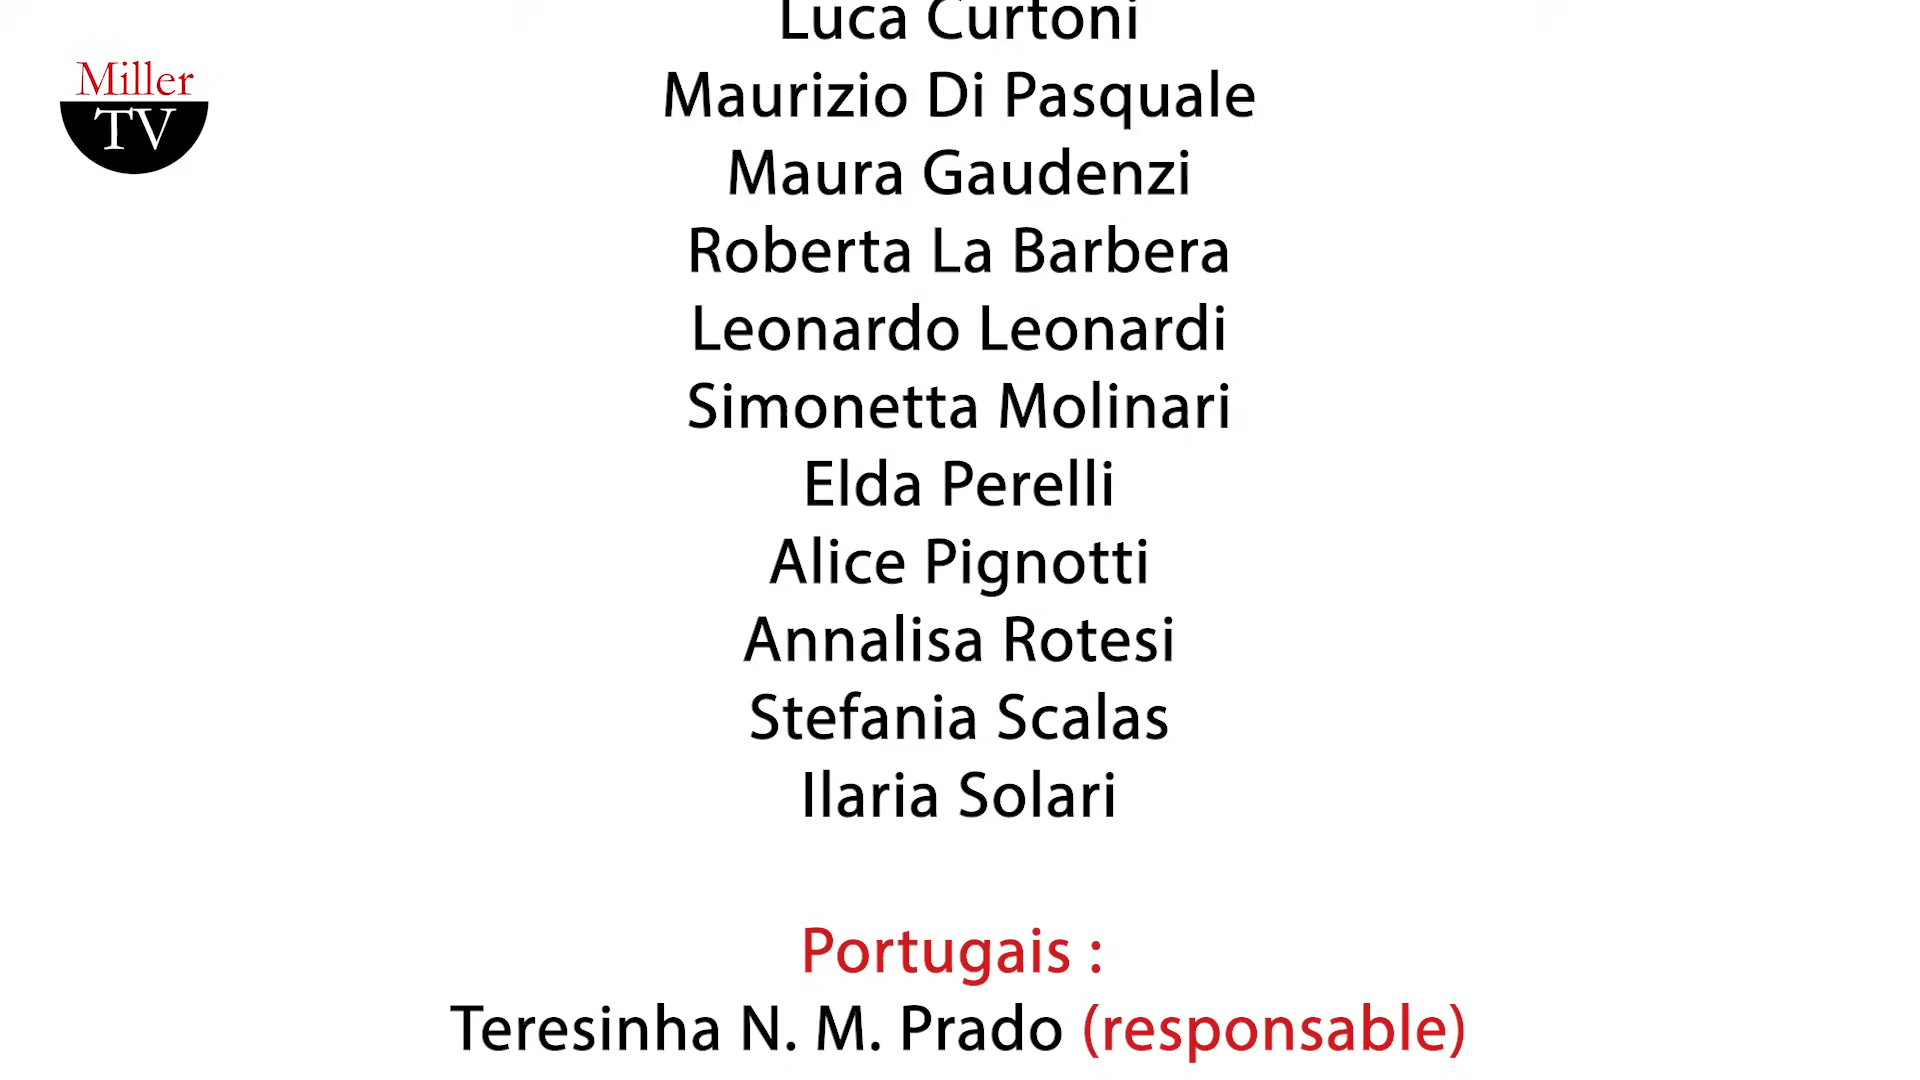 Luca Curtoni
Miller
TV
Maurizio Di Pasquale
Maura Gaudenzi
Roberta La Barbera
Leonardo Leonardi
Simonetta Molinari
Elda Perelli
Alice Pignotti
Annalisa Rotesi
Stefania Scalas
Ilaria Solari
Portugais :
Teresinha N. M. Prado (responsable)